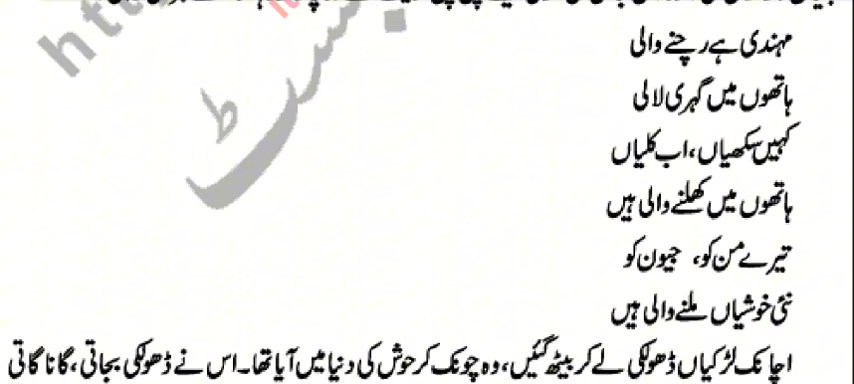 مہندی ہے رچنے والی
ہاتھوں میں گہری لالی
کہیں سکھیاں، اب کلیاں
ہاتھوں میں کھلنے والی ہیں
تیرے من کو، جیون کو
نئی خوشیاں ملنے والی ہیں
اچانک لڑکیاں ڈھولکی لے کر بیٹھ گئیں، وہ چونک کر حوش کی دنیا میں آیا تھا۔ اس نے ڈھولکی بجاتی، گانا گاتی